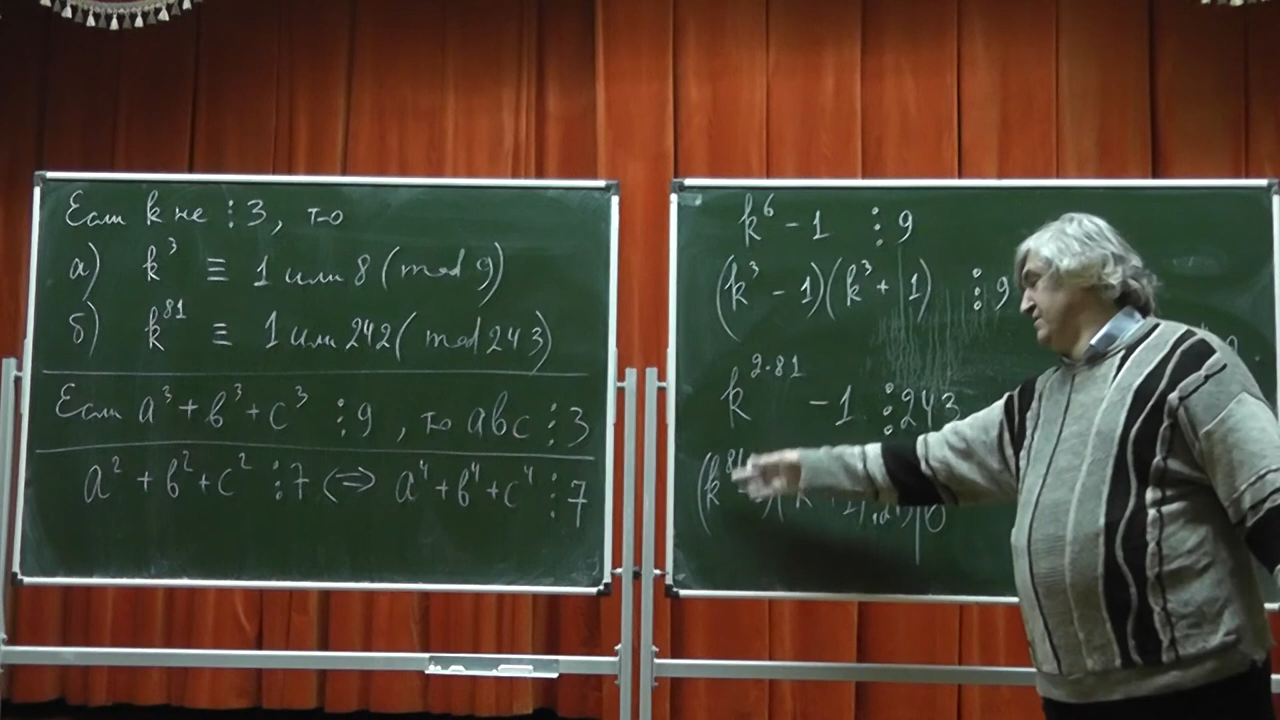 Если k не ⋮ 3, то
а) k³ ≡ 1 или 8 (mod 9)
б) k⁸¹ ≡ 1 или 242 (mod 243)
Если a³ + b³ + c³ ⋮ 9, то abc ⋮ 3
a² + b² + c² ⋮ 7 ⇔ a⁴ + b⁴ + c⁴ ⋮ 7
k⁶ - 1 ⋮ 9
(k³ - 1)(k³ + 1) ⋮ 9
k²·⁸¹ - 1 ⋮ 243
(k⁸¹